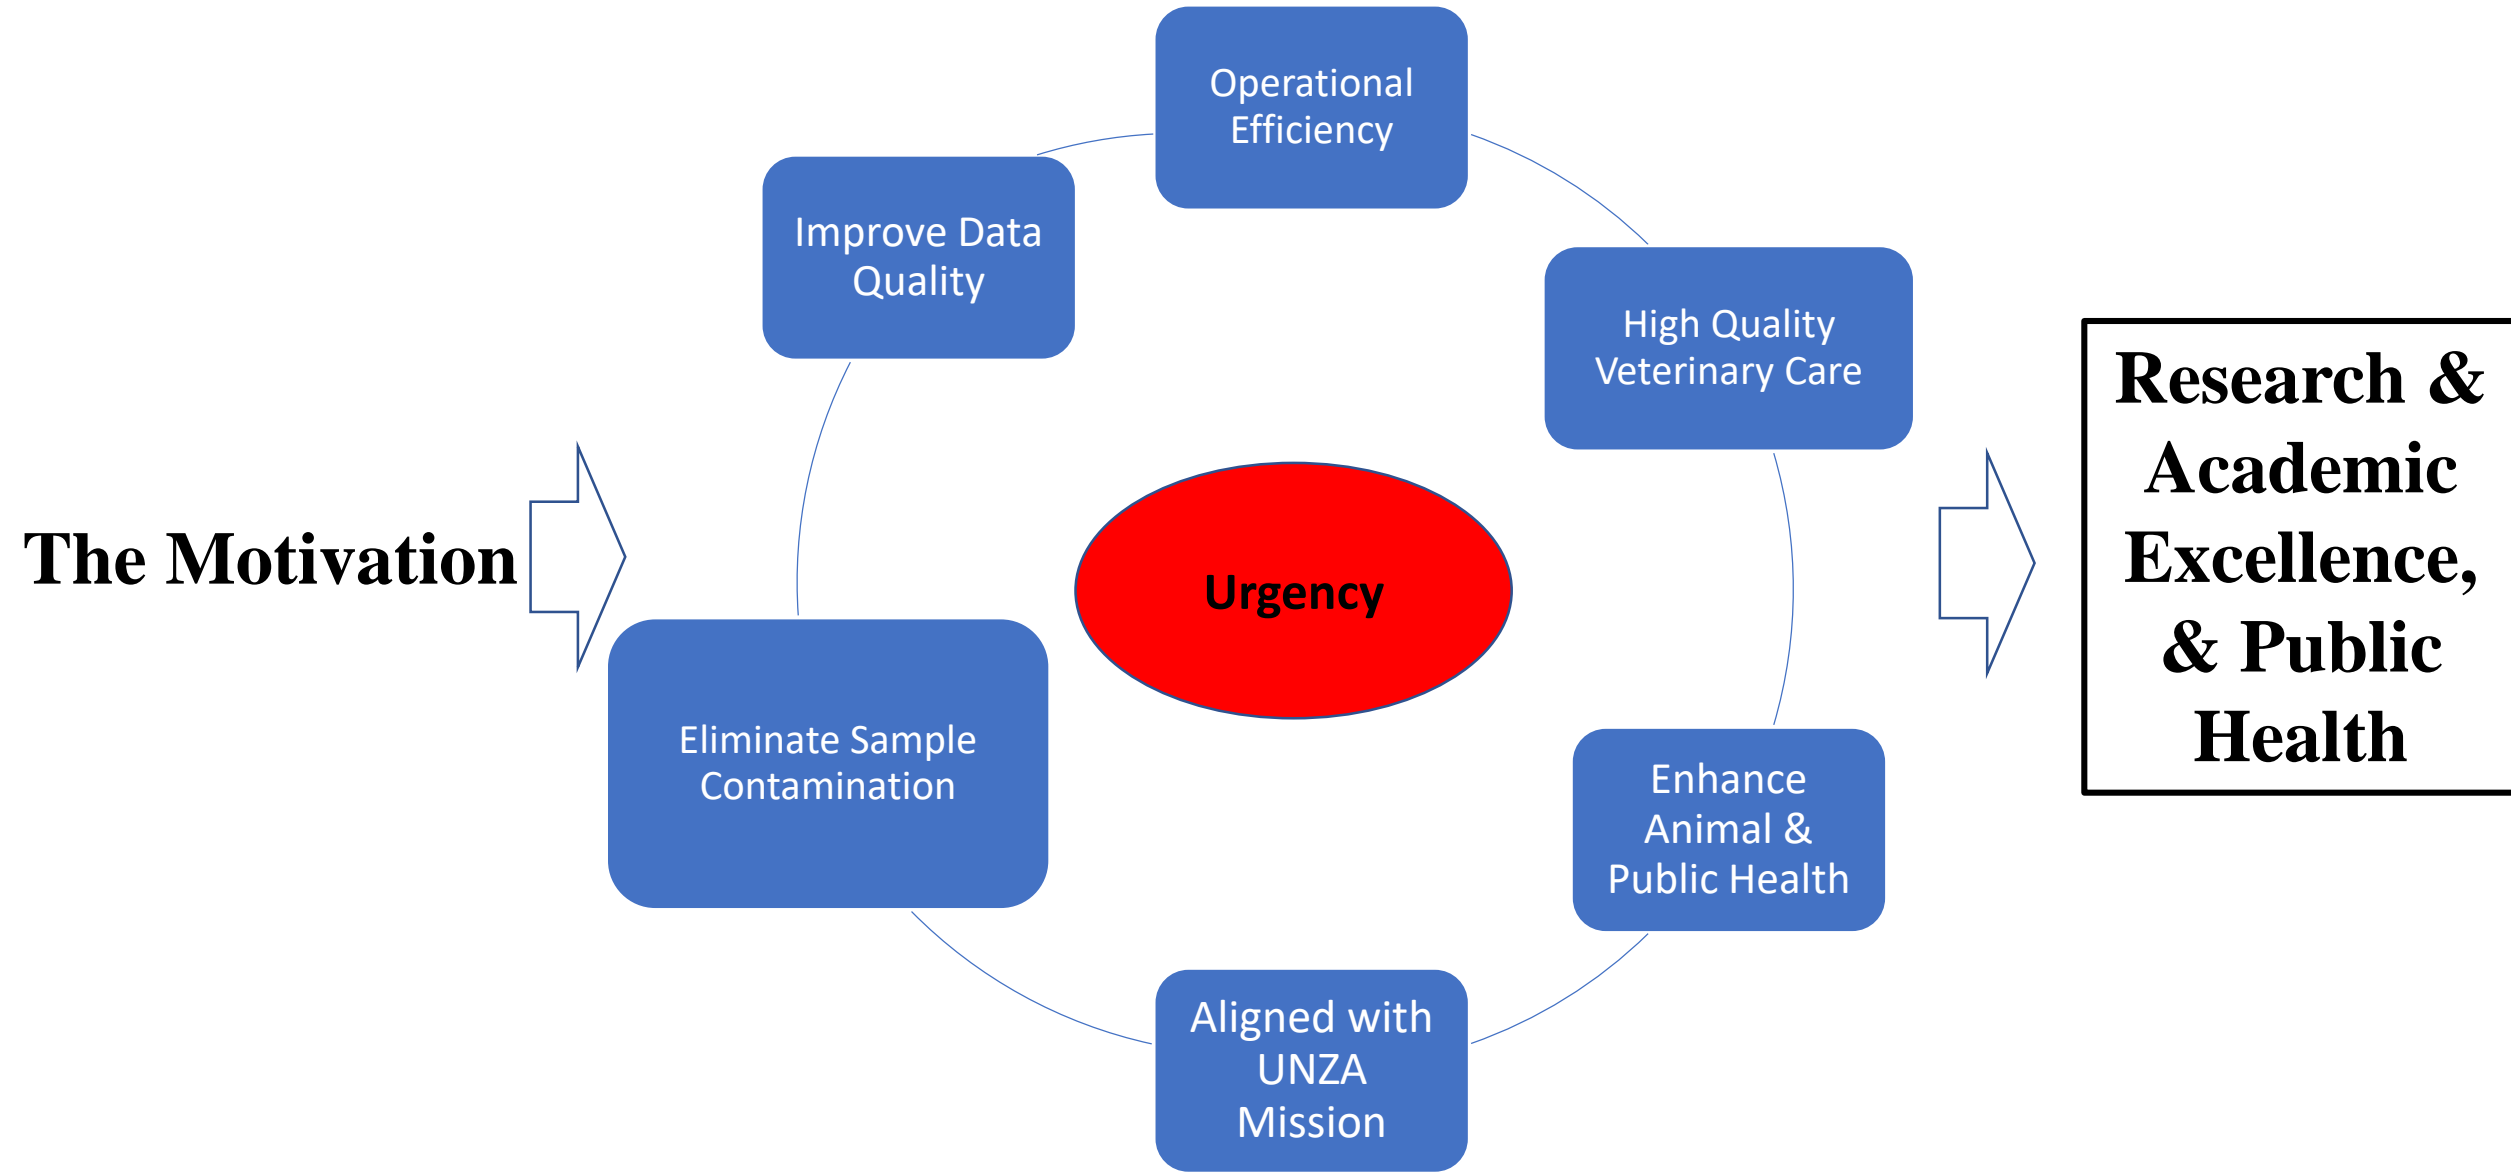 The Motivation
Operational
Efficiency
Improve Data
Quality
High Quality
Veterinary Care
Urgency
Eliminate Sample
Contamination
Enhance
Animal &
Public Health
Aligned with
UNZA
Mission
Research &
Academic
Excellence,
& Public
Health